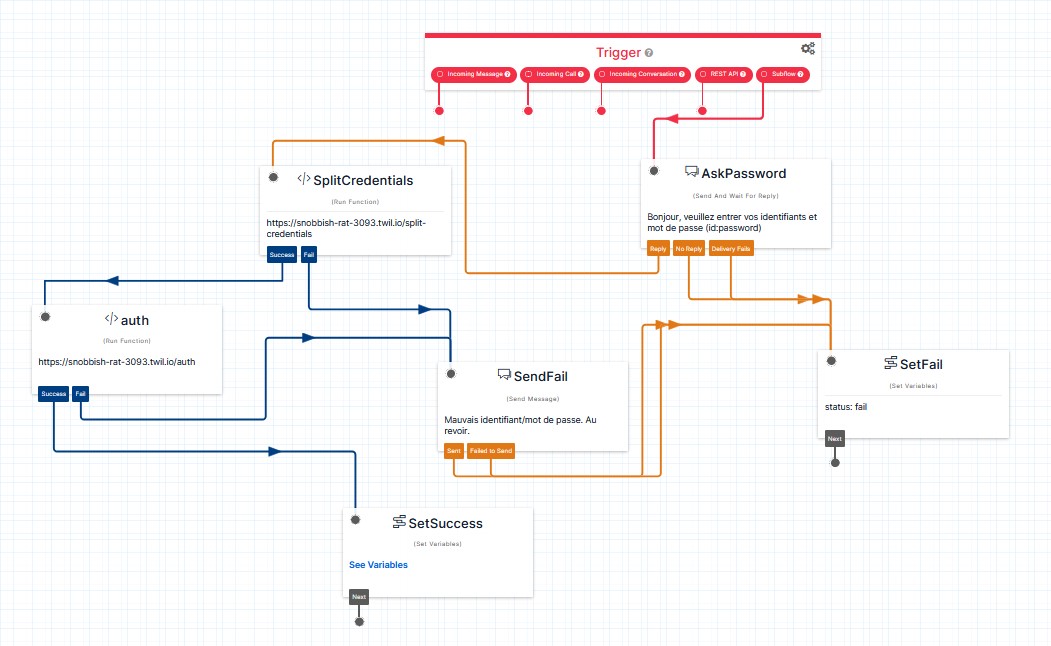 Trigger
Incoming Message
Incoming Call
Incoming Conversation
REST API
Subflow
SplitCredentials
(Run Function)
https://snobbish-rat-3093.twil.io/split-
credentials
Success
Fail
AskPassword
(Send And Wait For Reply)
Bonjour, veuillez entrer vos identifiants et
mot de passe (id:password)
Reply
No Reply
Delivery Fails
auth
(Run Function)
https://snobbish-rat-3093.twil.io/auth
Success
Fail
SendFail
(Send Message)
Mauvais identifiant/mot de passe. Au
revoir.
Sent
Failed to Send
SetFail
(Set Variables)
status: fail
Next
SetSuccess
(Set Variables)
See Variables
Next